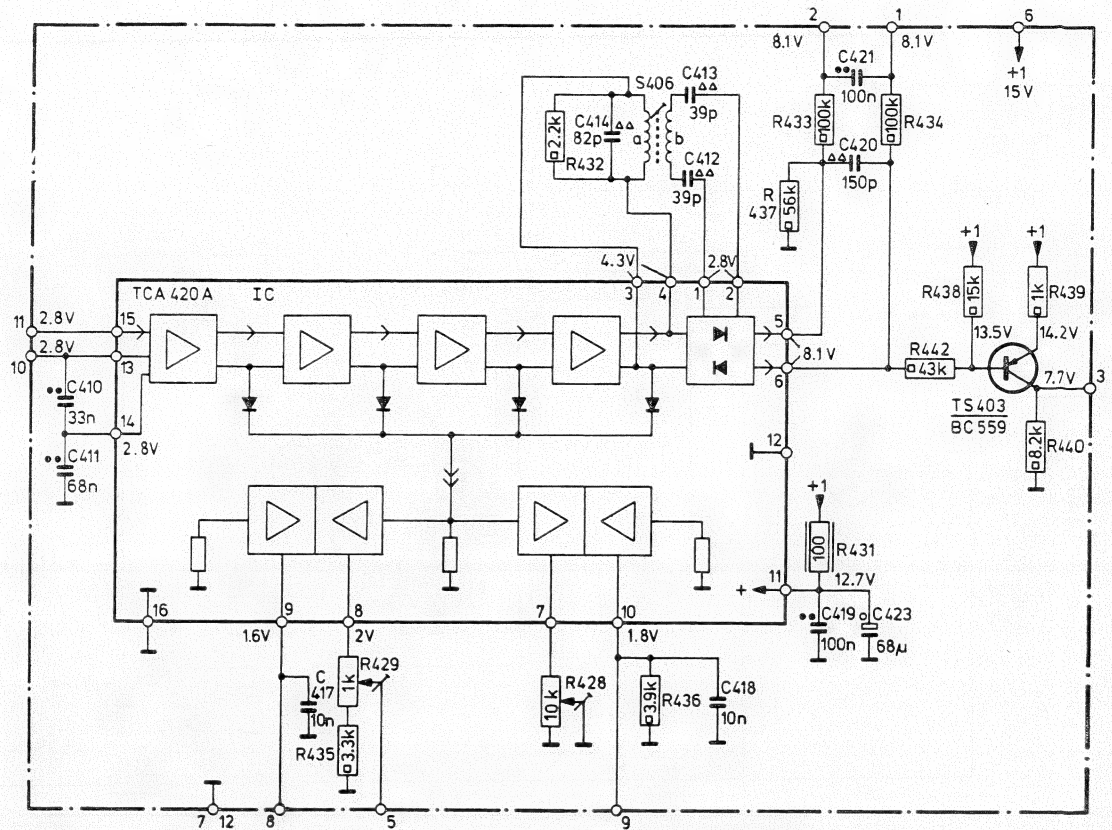 2
1
6
8.1V
8.1V
C421
100n
+1
15V
S406
C413
39p
C414
82p
2.2k
R432
a
b
C412
39p
R433
100k
100k
R434
C420
150p
R
437
56k
4.3V
2.8V
3
4
1
2
TCA 420 A IC
11
2.8V
15
10
2.8V
13
C410
33n
14
2.8V
C411
68n
5
8.1V
6
+1
+1
R438
15k
1k
R439
13.5V
14.2V
R442
43k
7.7V
3
TS403
BC559
8.2k
R440
12
+1
100
R431
+
11
12.7V
C419
100n
C423
68µ
16
9
8
7
10
1.6V
2V
1.8V
C
417
10n
1k
R429
R435
3.3k
10k
R428
3.9k
R436
C418
10n
7
12
8
5
9